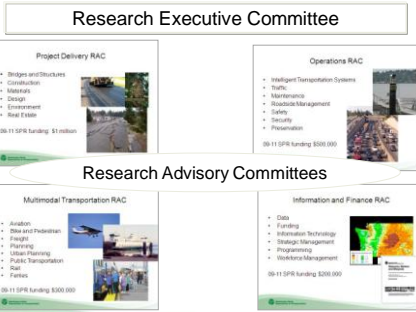 Research Executive Committee
Project Delivery RAC
• Bridges and Structures
• Construction
• Materials
• Design
• Environment
• Real Estate
09-11 SPR funding $1 million
Operations RAC
• Intelligent Transportation Systems
• Traffic
• Maintenance
• Roadside Management
• Safety
• Security
• Preservation
09-11 SPR funding $500,000
Research Advisory Committees
Multimodal Transportation RAC
• Aviation
• Bike and Pedestrian
• Freight
• Planning
• Urban Planning
• Public Transportation
• Rail
• Ferries
09-11 SPR funding $300,000
Information and Finance RAC
• Data
• Funding
• Information Technology
• Strategic Management
• Programming
• Workforce Management
09-11 SPR funding $200,000